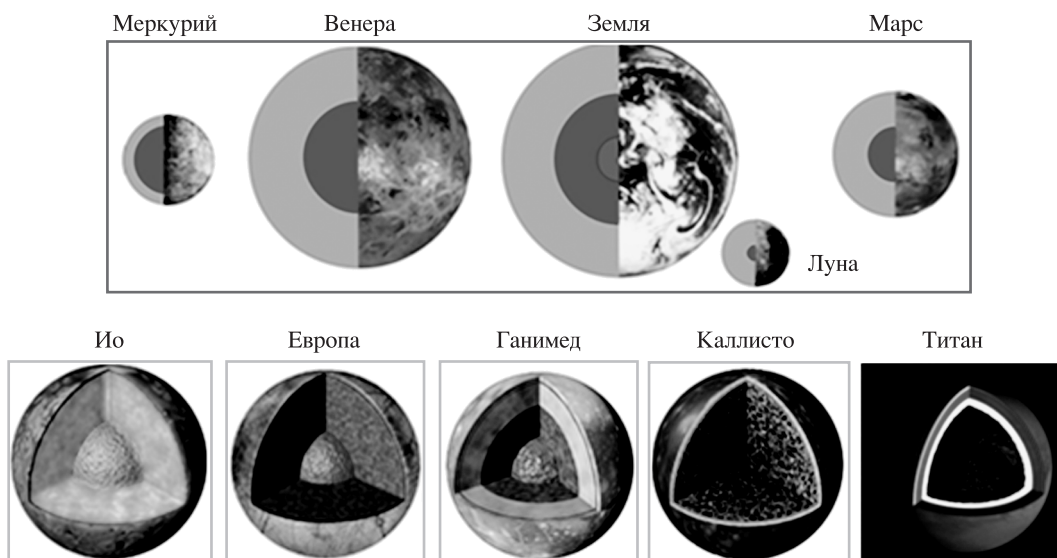 Меркурий Венера Земля Марс
Луна
Ио Европа Ганимед Каллисто Титан